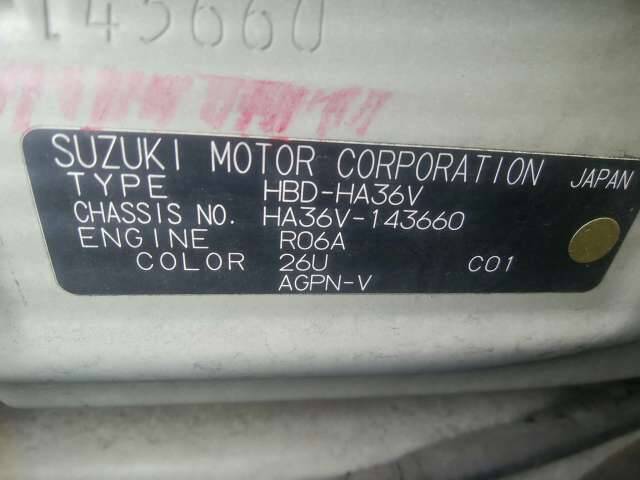 -143660
SUZUKI MOTOR CORPORATION JAPAN
TYPE HBD-HA36V
CHASSIS NO. HA36V-143660
ENGINE R06A
COLOR 26U C01
AGPN-V